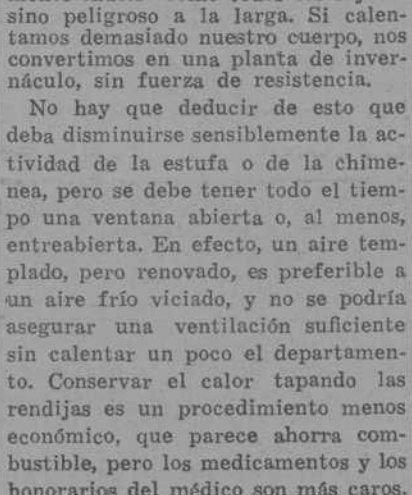 sino peligroso a la larga. Si calen-
tamos demasiado nuestro cuerpo, nos
convertimos en una planta de inver-
náculo, sin fuerza de resistencia.
No hay que deducir de esto que
deba disminuirse sensiblemente la ac-
tividad de la estufa o de la chime-
nea, pero se debe tener todo el tiem-
po una ventana abierta o, al menos,
entreabierta. En efecto, un aire tem-
plado, pero renovado, es preferible a
un aire frío viciado, y no se podría
asegurar una ventilación suficiente
sin calentar un poco el departamen-
to. Conservar el calor tapando las
rendijas es un procedimiento menos
económico, que parece ahorra com-
bustible, pero los medicamentos y los
honorarios del médico son más caros.